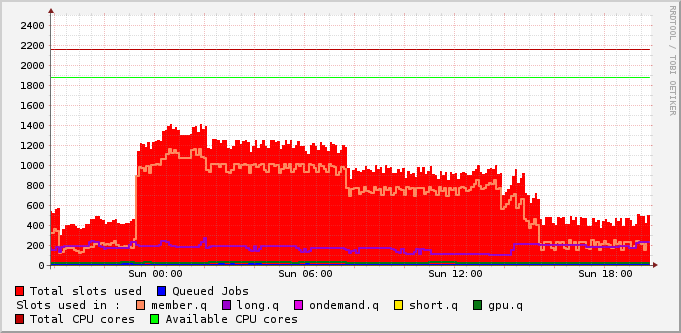 RRDTOOL / TOBI OETIKER
2400
2200
2000
1800
1600
1400
1200
1000
800
600
400
200
0
Sun 00:00 Sun 06:00 Sun 12:00 Sun 18:00
Total slots used Queued Jobs
Slots used in : member.q long.q ondemand.q short.q gpu.q
Total CPU cores Available CPU cores